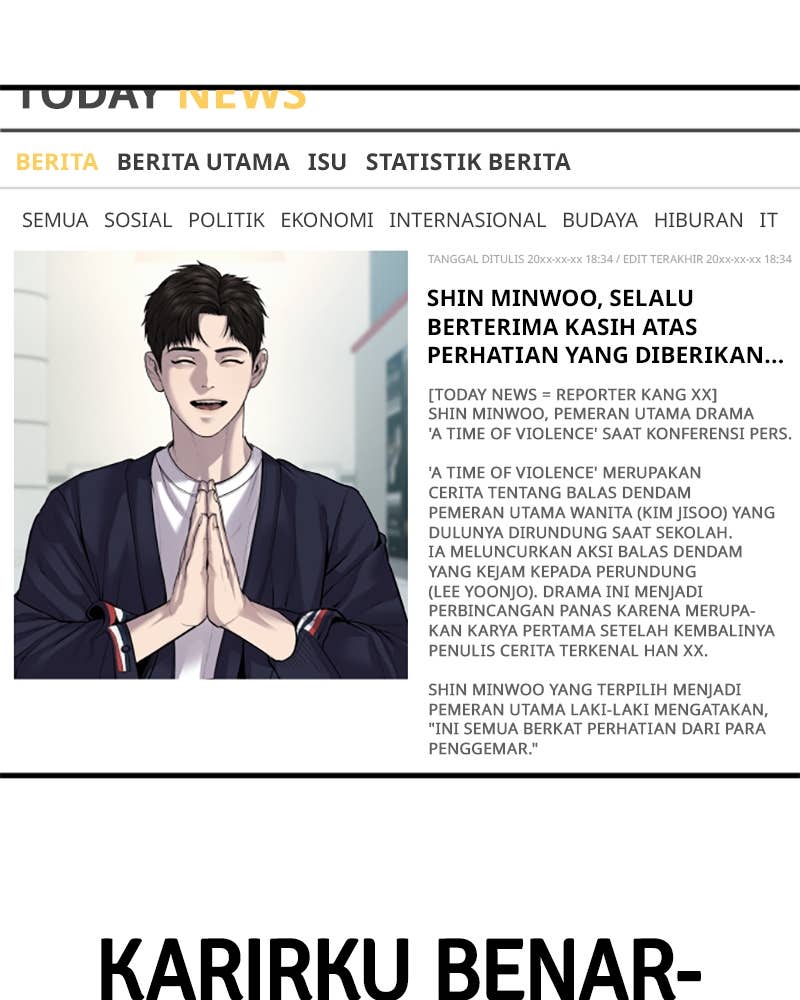 TODAY NEWS
BERITA BERITA UTAMA ISU STATISTIK BERITA
SEMUA SOSIAL POLITIK EKONOMI INTERNASIONAL BUDAYA HIBURAN IT
TANGGAL DITULIS 20xx-xx-xx 18:34 / EDIT TERAKHIR 20xx-xx-xx 18:34
SHIN MINWOO, SELALU
BERTERIMA KASIH ATAS
PERHATIAN YANG DIBERIKAN...
[TODAY NEWS = REPORTER KANG XX]
SHIN MINWOO, PEMERAN UTAMA DRAMA
'A TIME OF VIOLENCE' SAAT KONFERENSI PERS.
'A TIME OF VIOLENCE' MERUPAKAN
CERITA TENTANG BALAS DENDAM
PEMERAN UTAMA WANITA (KIM JISOO) YANG
DULUNYA DIRUNDUNG SAAT SEKOLAH.
IA MELUNCURKAN AKSI BALAS DENDAM
YANG KEJAM KEPADA PERUNDUNG
(LEE YOONJO). DRAMA INI MENJADI
PERBINCANGAN PANAS KARENA MERUPA-
KAN KARYA PERTAMA SETELAH KEMBALINYA
PENULIS CERITA TERKENAL HAN XX.
SHIN MINWOO YANG TERPILIH MENJADI
PEMERAN UTAMA LAKI-LAKI MENGATAKAN,
"INI SEMUA BERKAT PERHATIAN DARI PARA
PENGGEMAR."
KARIRKU BENAR-